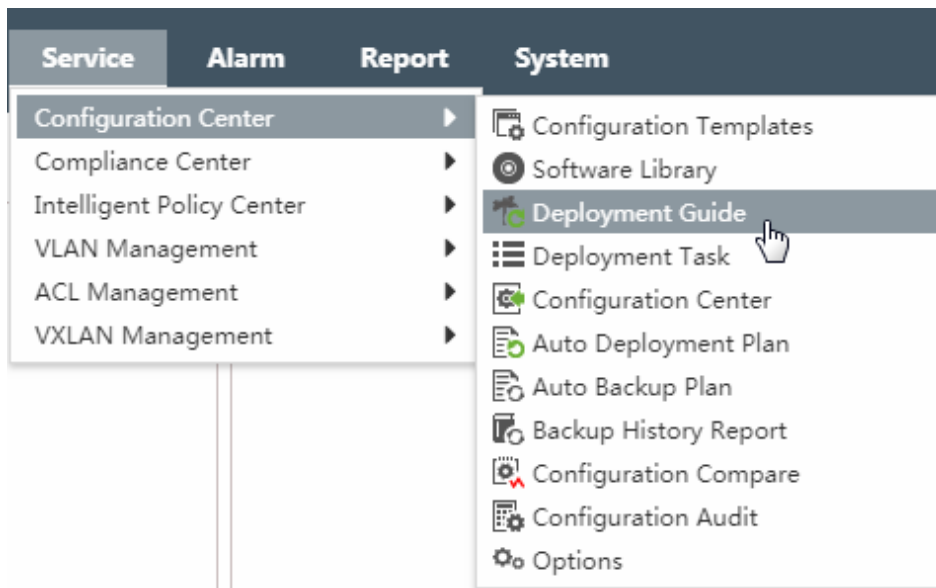 Service Alarm Report System
Configuration Center
Compliance Center
Intelligent Policy Center
VLAN Management
ACL Management
VXLAN Management
Configuration Templates
Software Library
Deployment Guide
Deployment Task
Configuration Center
Auto Deployment Plan
Auto Backup Plan
Backup History Report
Configuration Compare
Configuration Audit
Options